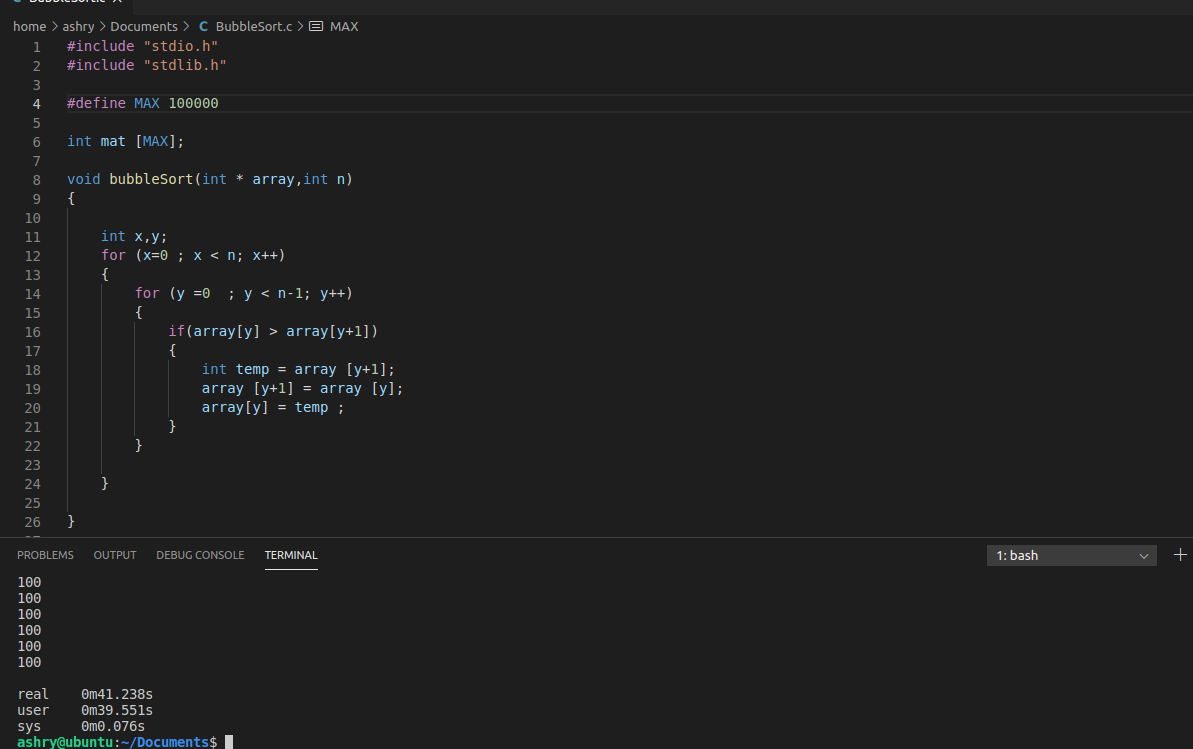 BubbleSort.c X
home > ashry > Documents > C BubbleSort.c > MAX
1 #include "stdio.h"
2 #include "stdlib.h"
3
4 #define MAX 100000
5
6 int mat [MAX];
7
8 void bubbleSort(int * array,int n)
9 {
10
11 int x,y;
12 for (x=0 ; x < n; x++)
13 {
14 for (y =0  ; y < n-1; y++)
15 {
16 if(array[y] > array[y+1])
17 {
18 int temp = array [y+1];
19 array [y+1] = array [y];
20 array[y] = temp ;
21 }
22 }
23
24 }
25
26 }
PROBLEMS OUTPUT DEBUG CONSOLE TERMINAL 1: bash +
100
100
100
100
100
100
real 0m41.238s
user 0m39.551s
sys 0m0.076s
ashry@ubuntu:~/Documents$